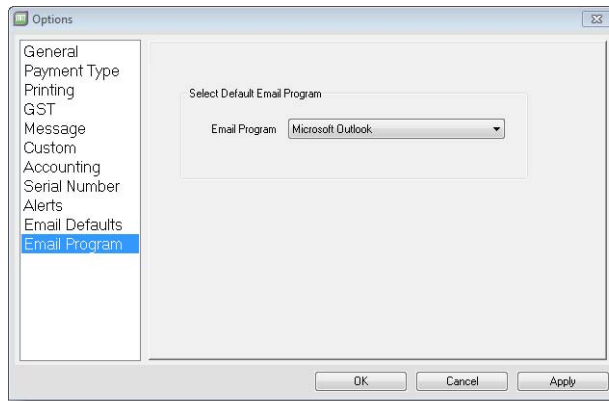 Options
General
Payment Type
Printing
GST
Message
Custom
Accounting
Serial Number
Alerts
Email Defaults
Email Program
Select Default Email Program
Email Program Microsoft Outlook
OK Cancel Apply